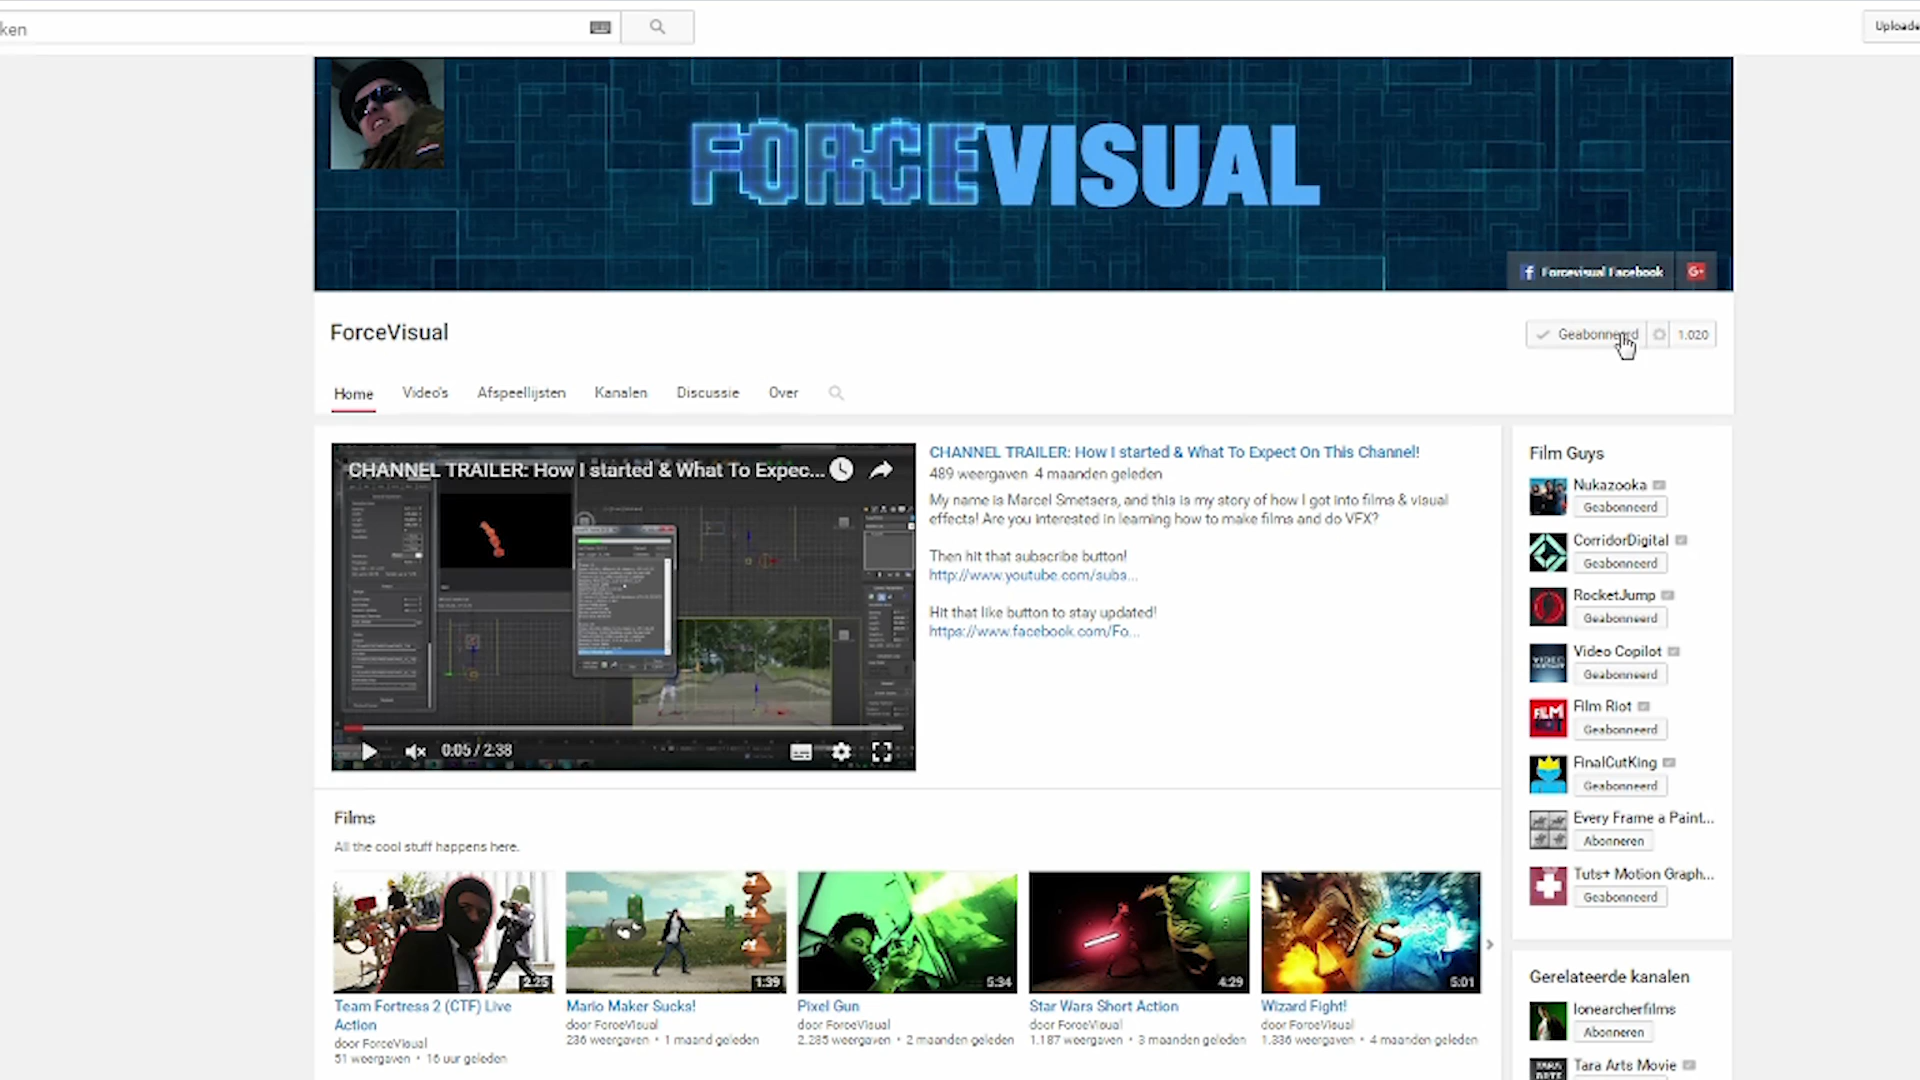 ken
Uploade
FORCEVISUAL
Forcevisual Facebook
G+
ForceVisual
Geabonneerd
1.020
Home
Video's
Afspeellijsten
Kanalen
Discussie
Over
CHANNEL TRAILER: How I started & What To Expec...
0:05 / 2:38
CHANNEL TRAILER: How I started & What To Expect On This Channel!
489 weergaven 4 maanden geleden
My name is Marcel Smetsers, and this is my story of how I got into films & visual
effects! Are you interested in learning how to make films and do VFX?
Then hit that subscribe button!
http://www.youtube.com/subs...
Hit that like button to stay updated!
https://www.facebook.com/Fo...
Films
All the cool stuff happens here.
2:25
Team Fortress 2 (CTF) Live
Action
door ForceVisual
51 weergaven • 16 uur geleden
1:39
Mario Maker Sucks!
door ForceVisual
236 weergaven • 1 maand geleden
5:34
Pixel Gun
door ForceVisual
2.285 weergaven • 2 maanden geleden
4:29
Star Wars Short Action
door ForceVisual
1.187 weergaven • 3 maanden geleden
VS
5:01
Wizard Fight!
door ForceVisual
1.336 weergaven • 4 maanden geleden
Film Guys
Nukazooka
Geabonneerd
CorridorDigital
Geabonneerd
RocketJump
Geabonneerd
Video Copilot
Geabonneerd
Film Riot
Geabonneerd
FinalCutKing
Geabonneerd
Every Frame a Paint...
Abonneren
Tuts+ Motion Graph...
Geabonneerd
Gerelateerde kanalen
lonearcherfilms
Abonneren
Tara Arts Movie